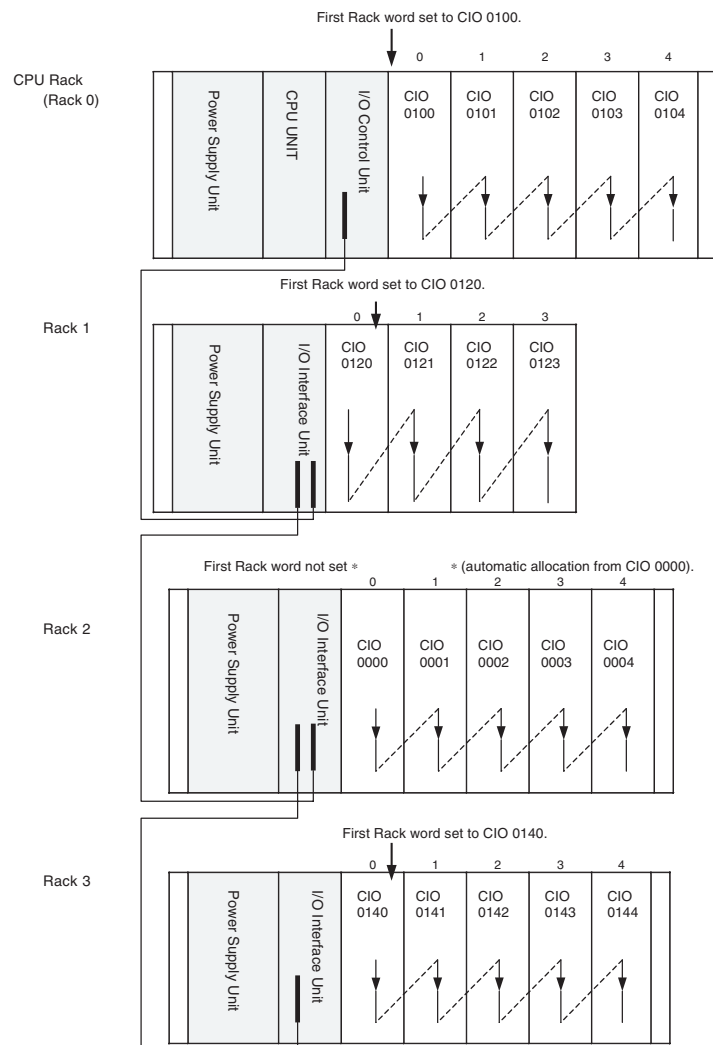 First Rack word set to CIO 0100.
0 1 2 3 4
CPU Rack
(Rack 0)
Power Supply Unit
CPU UNIT
I/O Control Unit
CIO 0100
CIO 0101
CIO 0102
CIO 0103
CIO 0104
First Rack word set to CIO 0120.
Rack 1
0 1 2 3
Power Supply Unit
I/O Interface Unit
CIO 0120
CIO 0121
CIO 0122
CIO 0123
First Rack word not set * * (automatic allocation from CIO 0000).
0 1 2 3 4
Rack 2
Power Supply Unit
I/O Interface Unit
CIO 0000
CIO 0001
CIO 0002
CIO 0003
CIO 0004
First Rack word set to CIO 0140.
0 1 2 3 4
Rack 3
Power Supply Unit
I/O Interface Unit
CIO 0140
CIO 0141
CIO 0142
CIO 0143
CIO 0144